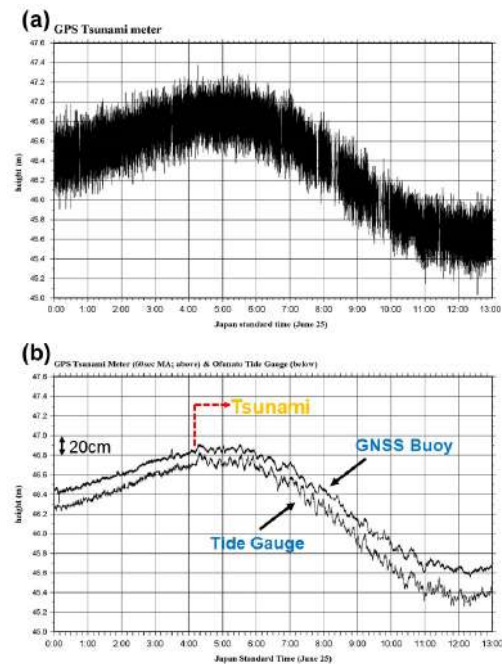 (a)
GPS Tsunami meter
47.6
47.4
47.2
47.0
46.8
46.6
46.4
46.2
46.0
45.8
45.6
45.4
45.2
45.0
height (m)
0:00 1:00 2:00 3:00 4:00 5:00 6:00 7:00 8:00 9:00 10:00 11:00 12:00 13:00
Japan standard time (June 25)
(b)
GPS Tsunami Meter (60sec MA; above) & Ofunato Tide Gauge (below)
47.6
47.4
47.2
47.0
46.8
46.6
46.4
46.2
46.0
45.8
45.6
45.4
45.2
45.0
height (m)
Tsunami
20cm
GNSS Buoy
Tide Gauge
0:00 1:00 2:00 3:00 4:00 5:00 6:00 7:00 8:00 9:00 10:00 11:00 12:00 13:00
Japan Standard Time (June 25)